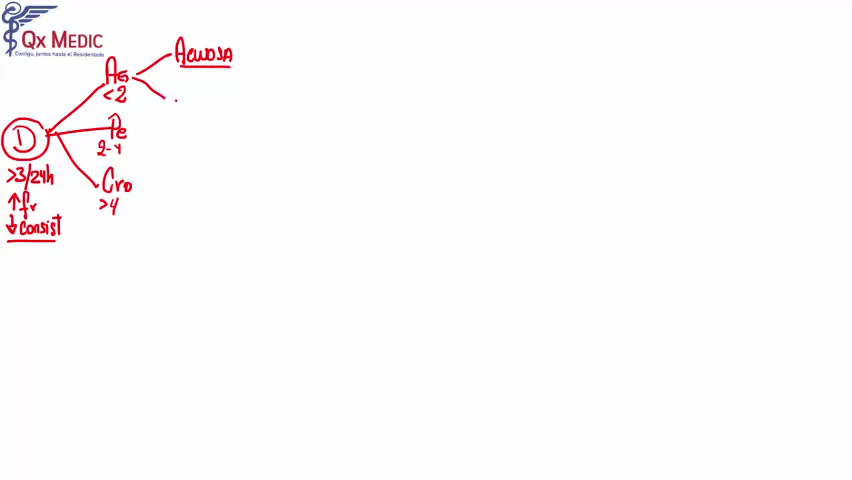 Qx MEDIC
Contigo, juntos hasta el Residentado
Acuosa
AG
<2
D
Pe
2-4
>3/24h
Cro
>4
↑ fr
↓ consist